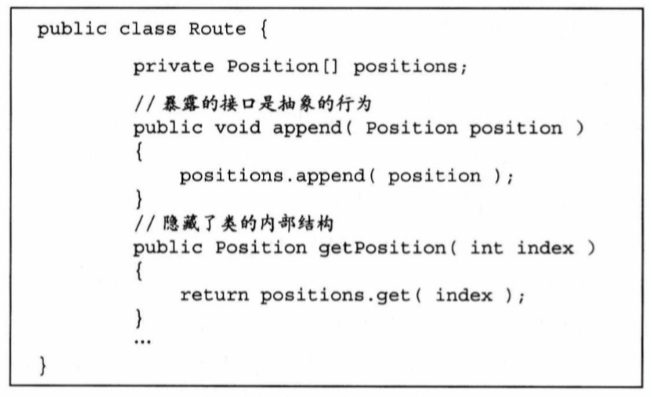 public class Route {
private Position[] positions;
// 暴露的接口是抽象的行为
public void append( Position position )
{
positions.append( position );
}
// 隐藏了类的内部结构
public Position getPosition( int index )
{
return positions.get( index );
}
…
}